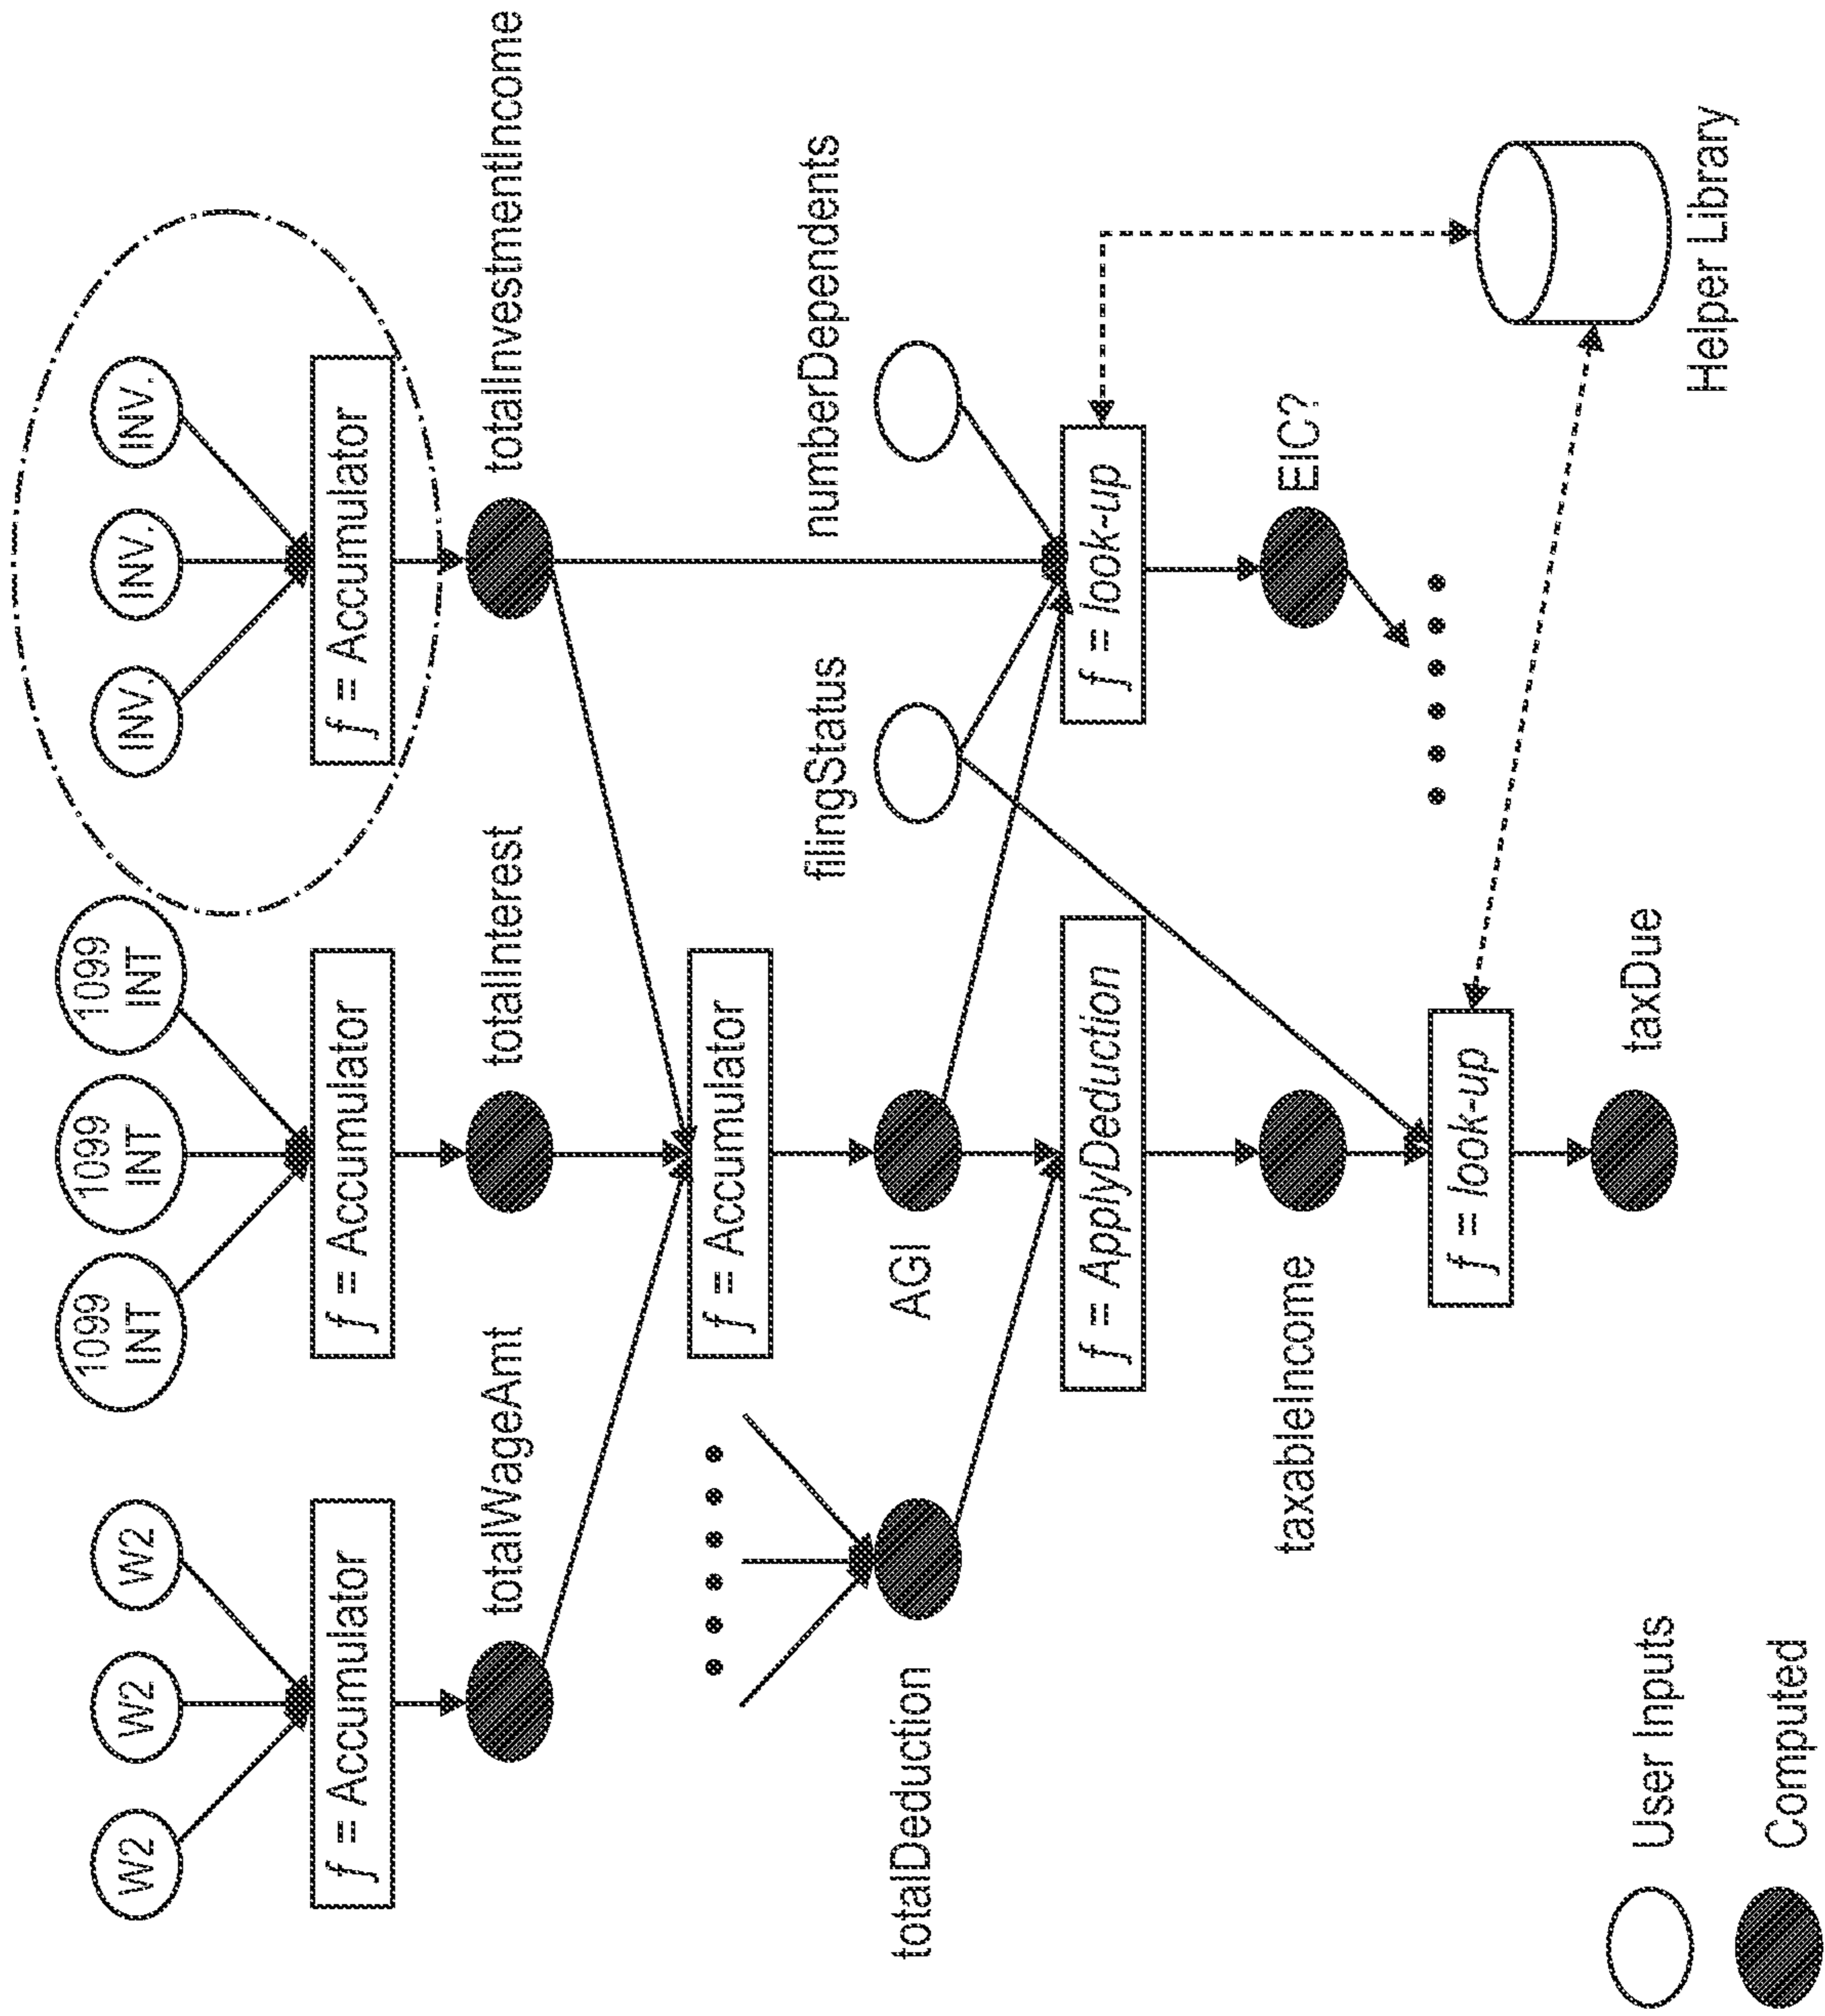 W2
W2
W2
1099
INT
1099
INT
1099
INT
INV.
INV.
INV.
f = Accumulator
f = Accumulator
f = Accumulator
totalWageAmt
totalInterest
totalInvestmentIncome
f = Accumulator
totalDeduction
AGI
filingStatus
numberDependents
f = ApplyDeduction
f = look-up
taxableIncome
EIC?
f = look-up
taxDue
Helper Library
User Inputs
Computed